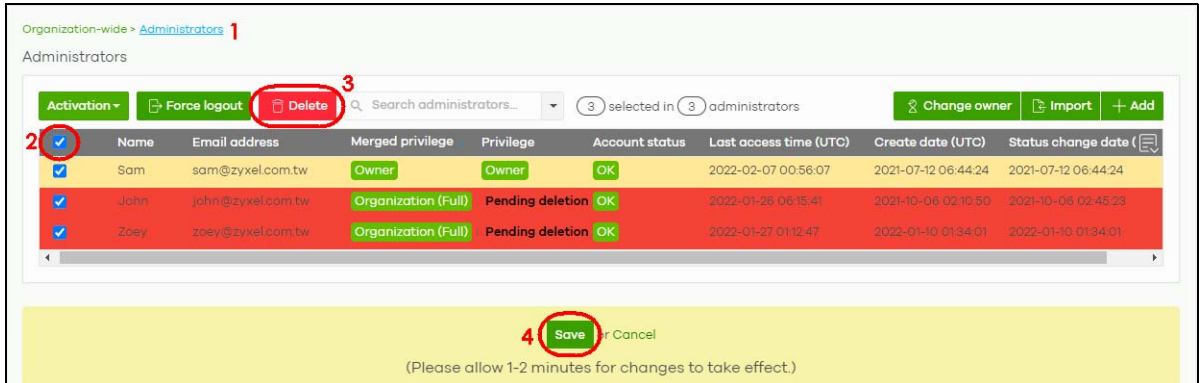 Organization-wide > Administrators 1
Administrators
3
Activation Force logout Delete Search administrators... 3 selected in 3 administrators Change owner Import + Add
2 Name Email address Merged privilege Privilege Account status Last access time (UTC) Create date (UTC) Status change date (
Sam sam@zyxel.com.tw Owner Owner OK 2022-02-07 00:56:07 2021-07-12 06:44:24 2021-07-12 06:44:24
John john@zyxel.com.tw Organization (Full) Pending deletion OK 2022-01-26 06:15:41 2021-10-06 02:10:50 2021-10-06 02:45:23
Zoey zoey@zyxel.com.tw Organization (Full) Pending deletion OK 2022-01-27 01:12:47 2022-01-10 01:34:01 2022-01-10 01:34:01
4 Save or Cancel
(Please allow 1-2 minutes for changes to take effect.)